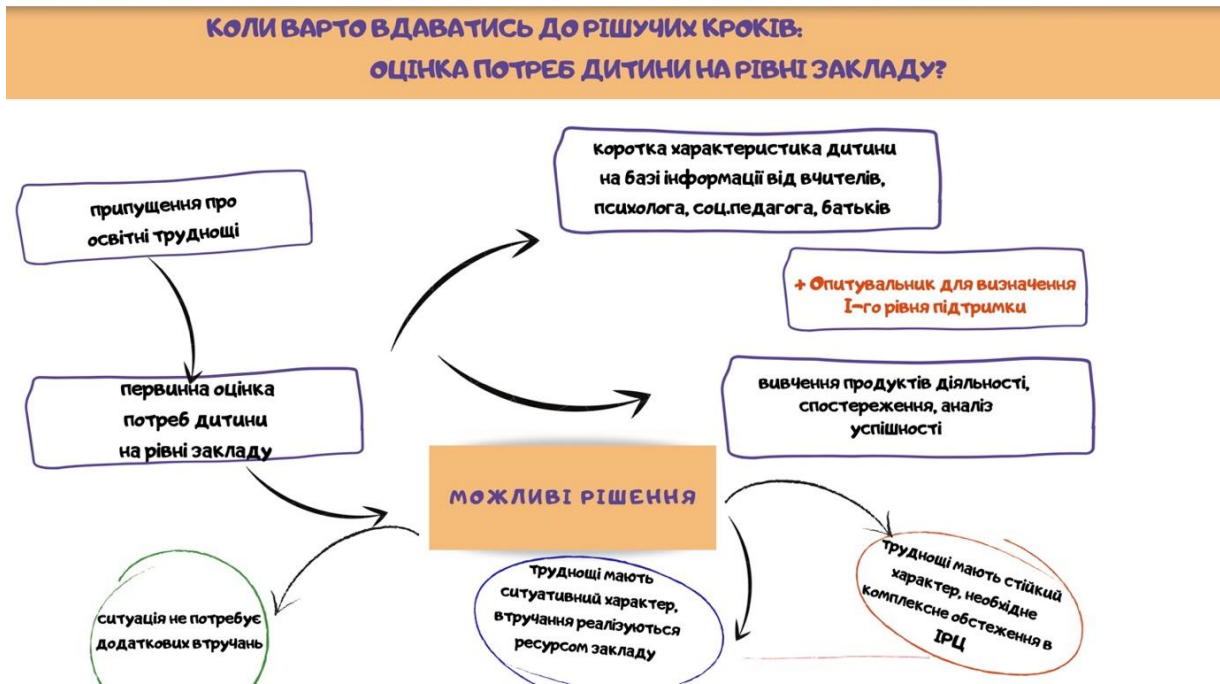 КОЛИ ВАРТО ВДАВАТИСЬ ДО РІШУЧИХ КРОКІВ:
ОЦІНКА ПОТРЕБ ДИТИНИ НА РІВНІ ЗАКЛАДУ?
припущення про
освітні труднощі
коротка характеристика дитини
на базі інформації від вчителів,
психолога, соц.педагога, батьків
+ Опитувальник для визначення
І-го рівня підтримки
первинна оцінка
потреб дитини
на рівні закладу
вивчення продуктів діяльності,
спостереження, аналіз
успішності
МОЖЛИВІ РІШЕННЯ
ситуація не потребує
додаткових втручань
труднощі мають
ситуативний характер,
втручання реалізуються
ресурсом закладу
труднощі мають стійкий
характер, необхідне
комплексне обстеження в
ІРЦ